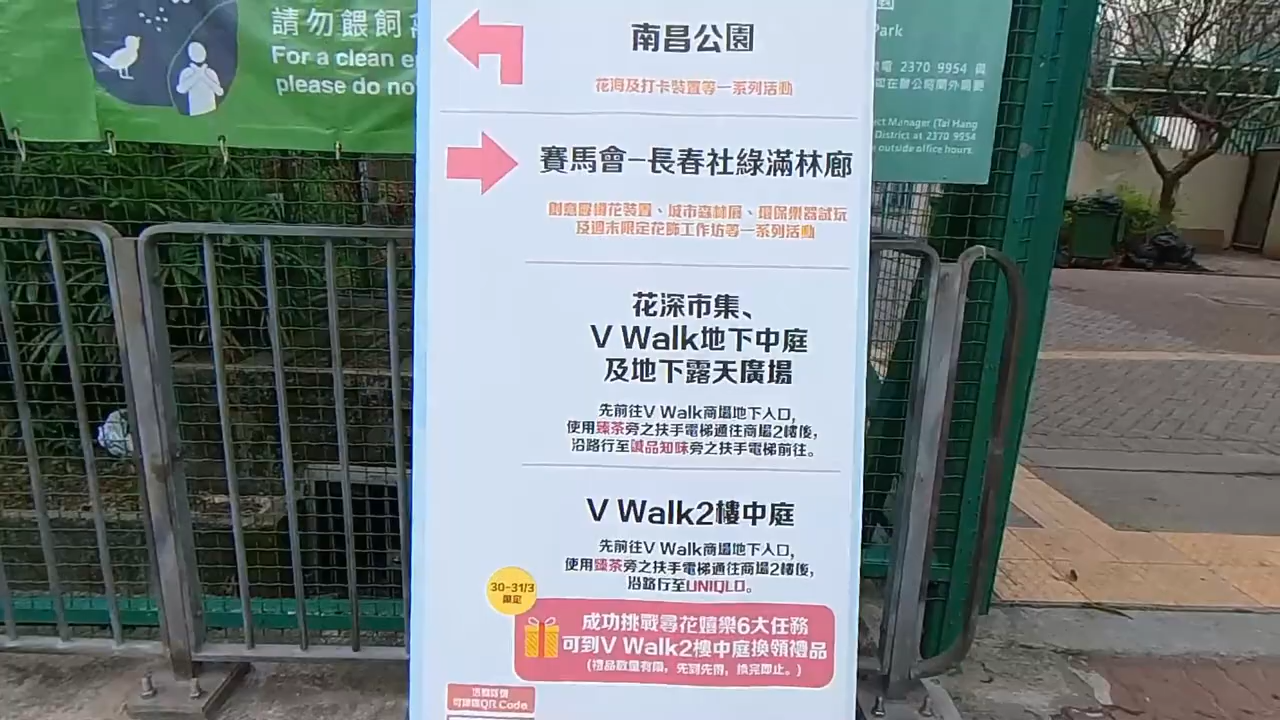 請勿餵飼
For a clean e
please do no
南昌公園
花海及打卡裝置等一系列活動
Park
電 2370 9954 與
ct Manager (Tai Hang
District at 2370 9954
outside office hours.
賽馬會-長春社綠滿林廊
城市森林展、環保樂器試玩
及週末限定花飾工作坊等一系列活動
花深市集、
V Walk地下中庭
及地下露天廣場
先前往V Walk商場地下入口,
使用臻茶旁之扶手電梯通往商場2樓後,
沿路行至誠品知味旁之扶手電梯前往。
V Walk2樓中庭
先前往V Walk商場地下入口,
使用臻茶旁之扶手電梯通往商場2樓後,
沿路行至UNIQLO。
30-31/3
限定
成功挑戰尋花嬉樂6大任務
可到V Walk2樓中庭換領禮品
(禮品數量有限，先到先得，換完即止。)
QR Code